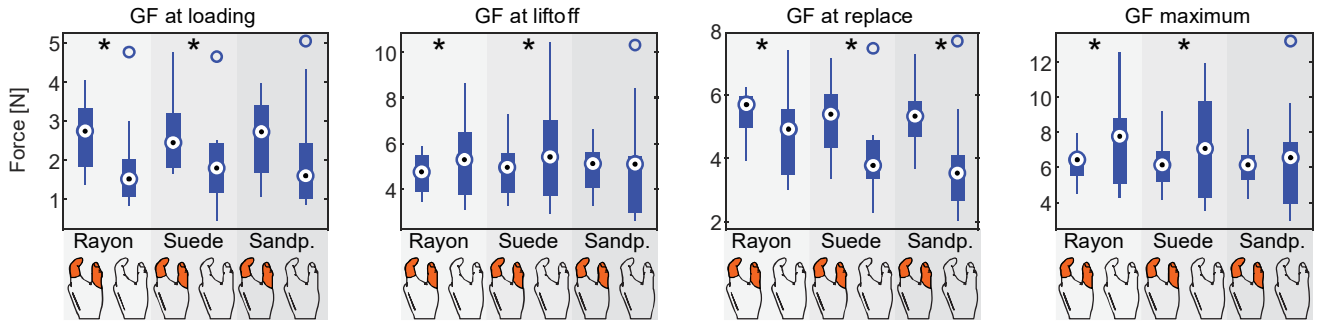 GF at loading
GF at liftoff
GF at replace
GF maximum
Force [N]
5
4
3
2
1
* *
Rayon Suede Sandp.
10
8
6
4
* *
Rayon Suede Sandp.
8
6
4
2
* * *
Rayon Suede Sandp.
12
10
8
6
4
* *
Rayon Suede Sandp.